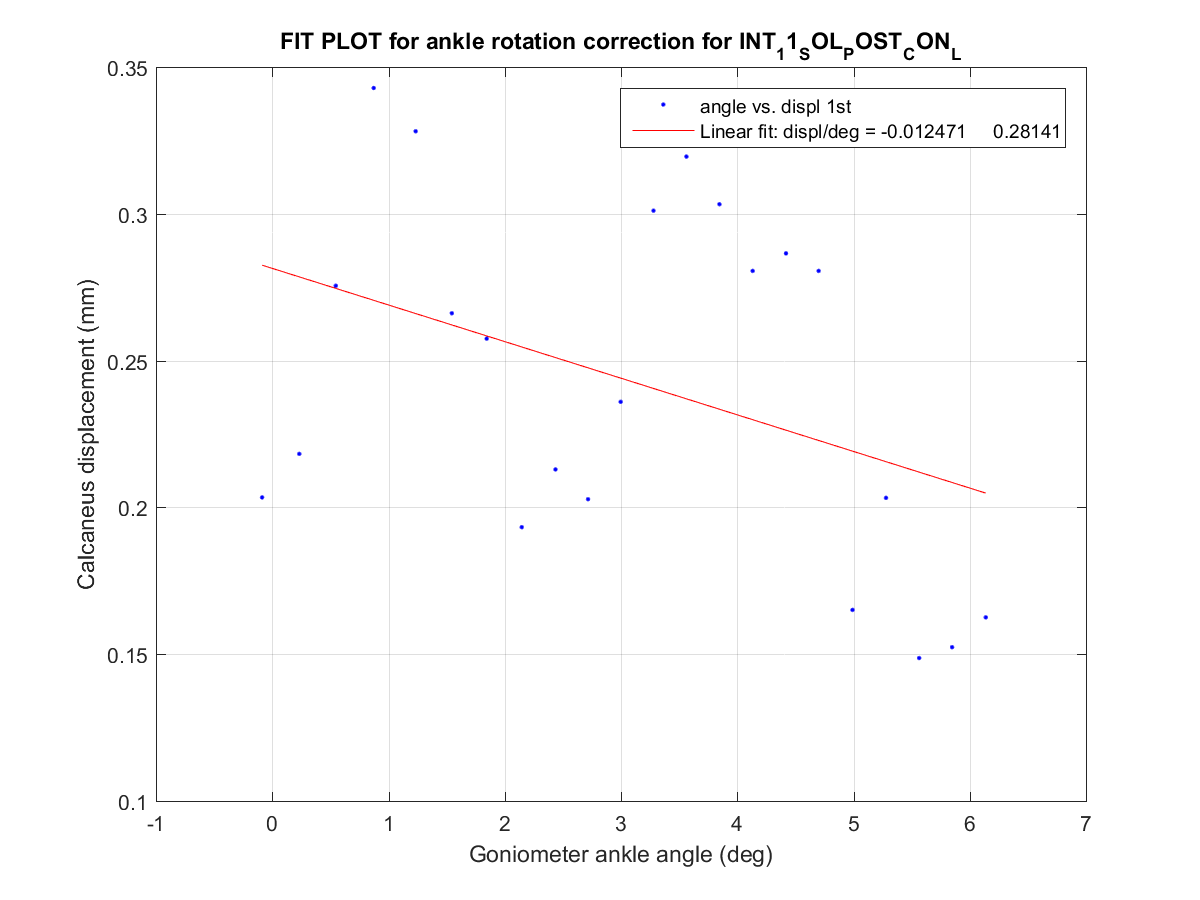 FIT PLOT for ankle rotation correction for INT₁1ₛOLₚOSTCONL
0.35
angle vs. displ 1st
Linear fit: displ/deg = -0.012471 0.28141
0.3
0.25
0.2
0.15
0.1
Calcaneus displacement (mm)
-1 0 1 2 3 4 5 6 7
Goniometer ankle angle (deg)